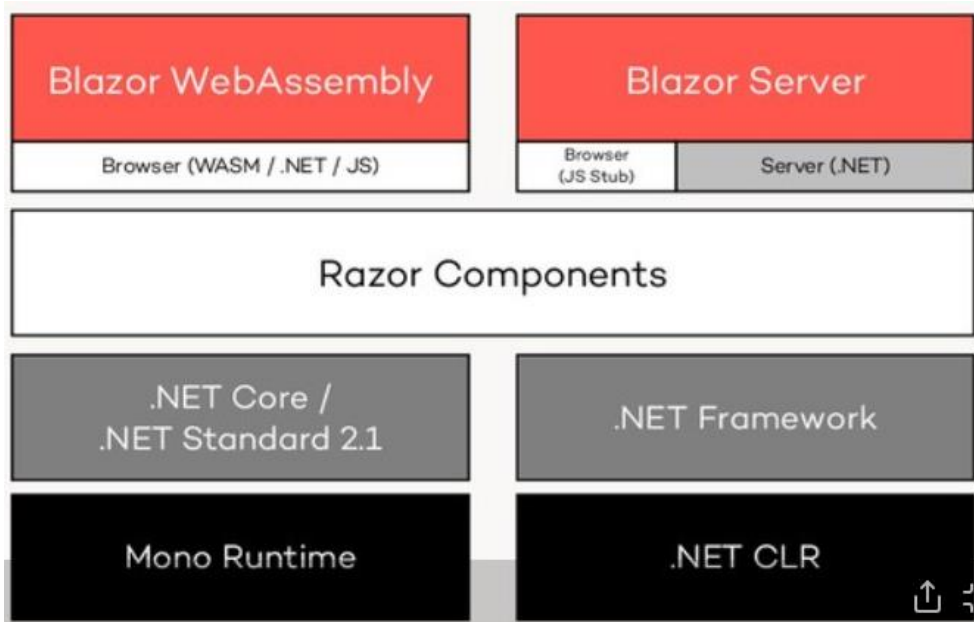 Blazor WebAssembly
Browser (WASM / .NET / JS)
Blazor Server
Browser
(JS Stub)
Server (.NET)
Razor Components
.NET Core /
.NET Standard 2.1
.NET Framework
Mono Runtime
.NET CLR